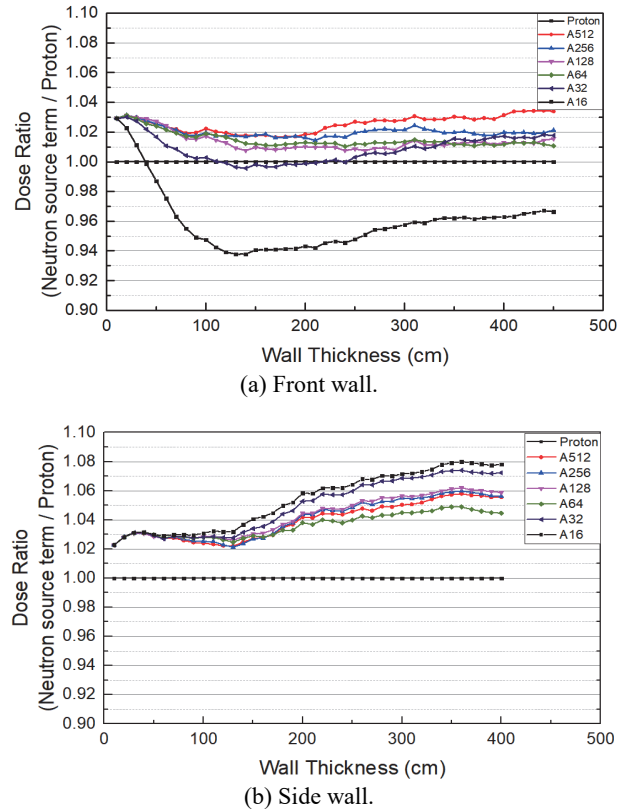 1.10
1.08
1.06
1.04
1.02
1.00
0.98
0.96
0.94
0.92
0.90
Dose Ratio
(Neutron source term / Proton)
Proton
A512
A256
A128
A64
A32
A16
0 100 200 300 400 500
Wall Thickness (cm)
(a) Front wall.
1.10
1.08
1.06
1.04
1.02
1.00
0.98
0.96
0.94
0.92
0.90
Dose Ratio
(Neutron source term / Proton)
Proton
A512
A256
A128
A64
A32
A16
0 100 200 300 400 500
Wall Thickness (cm)
(b) Side wall.